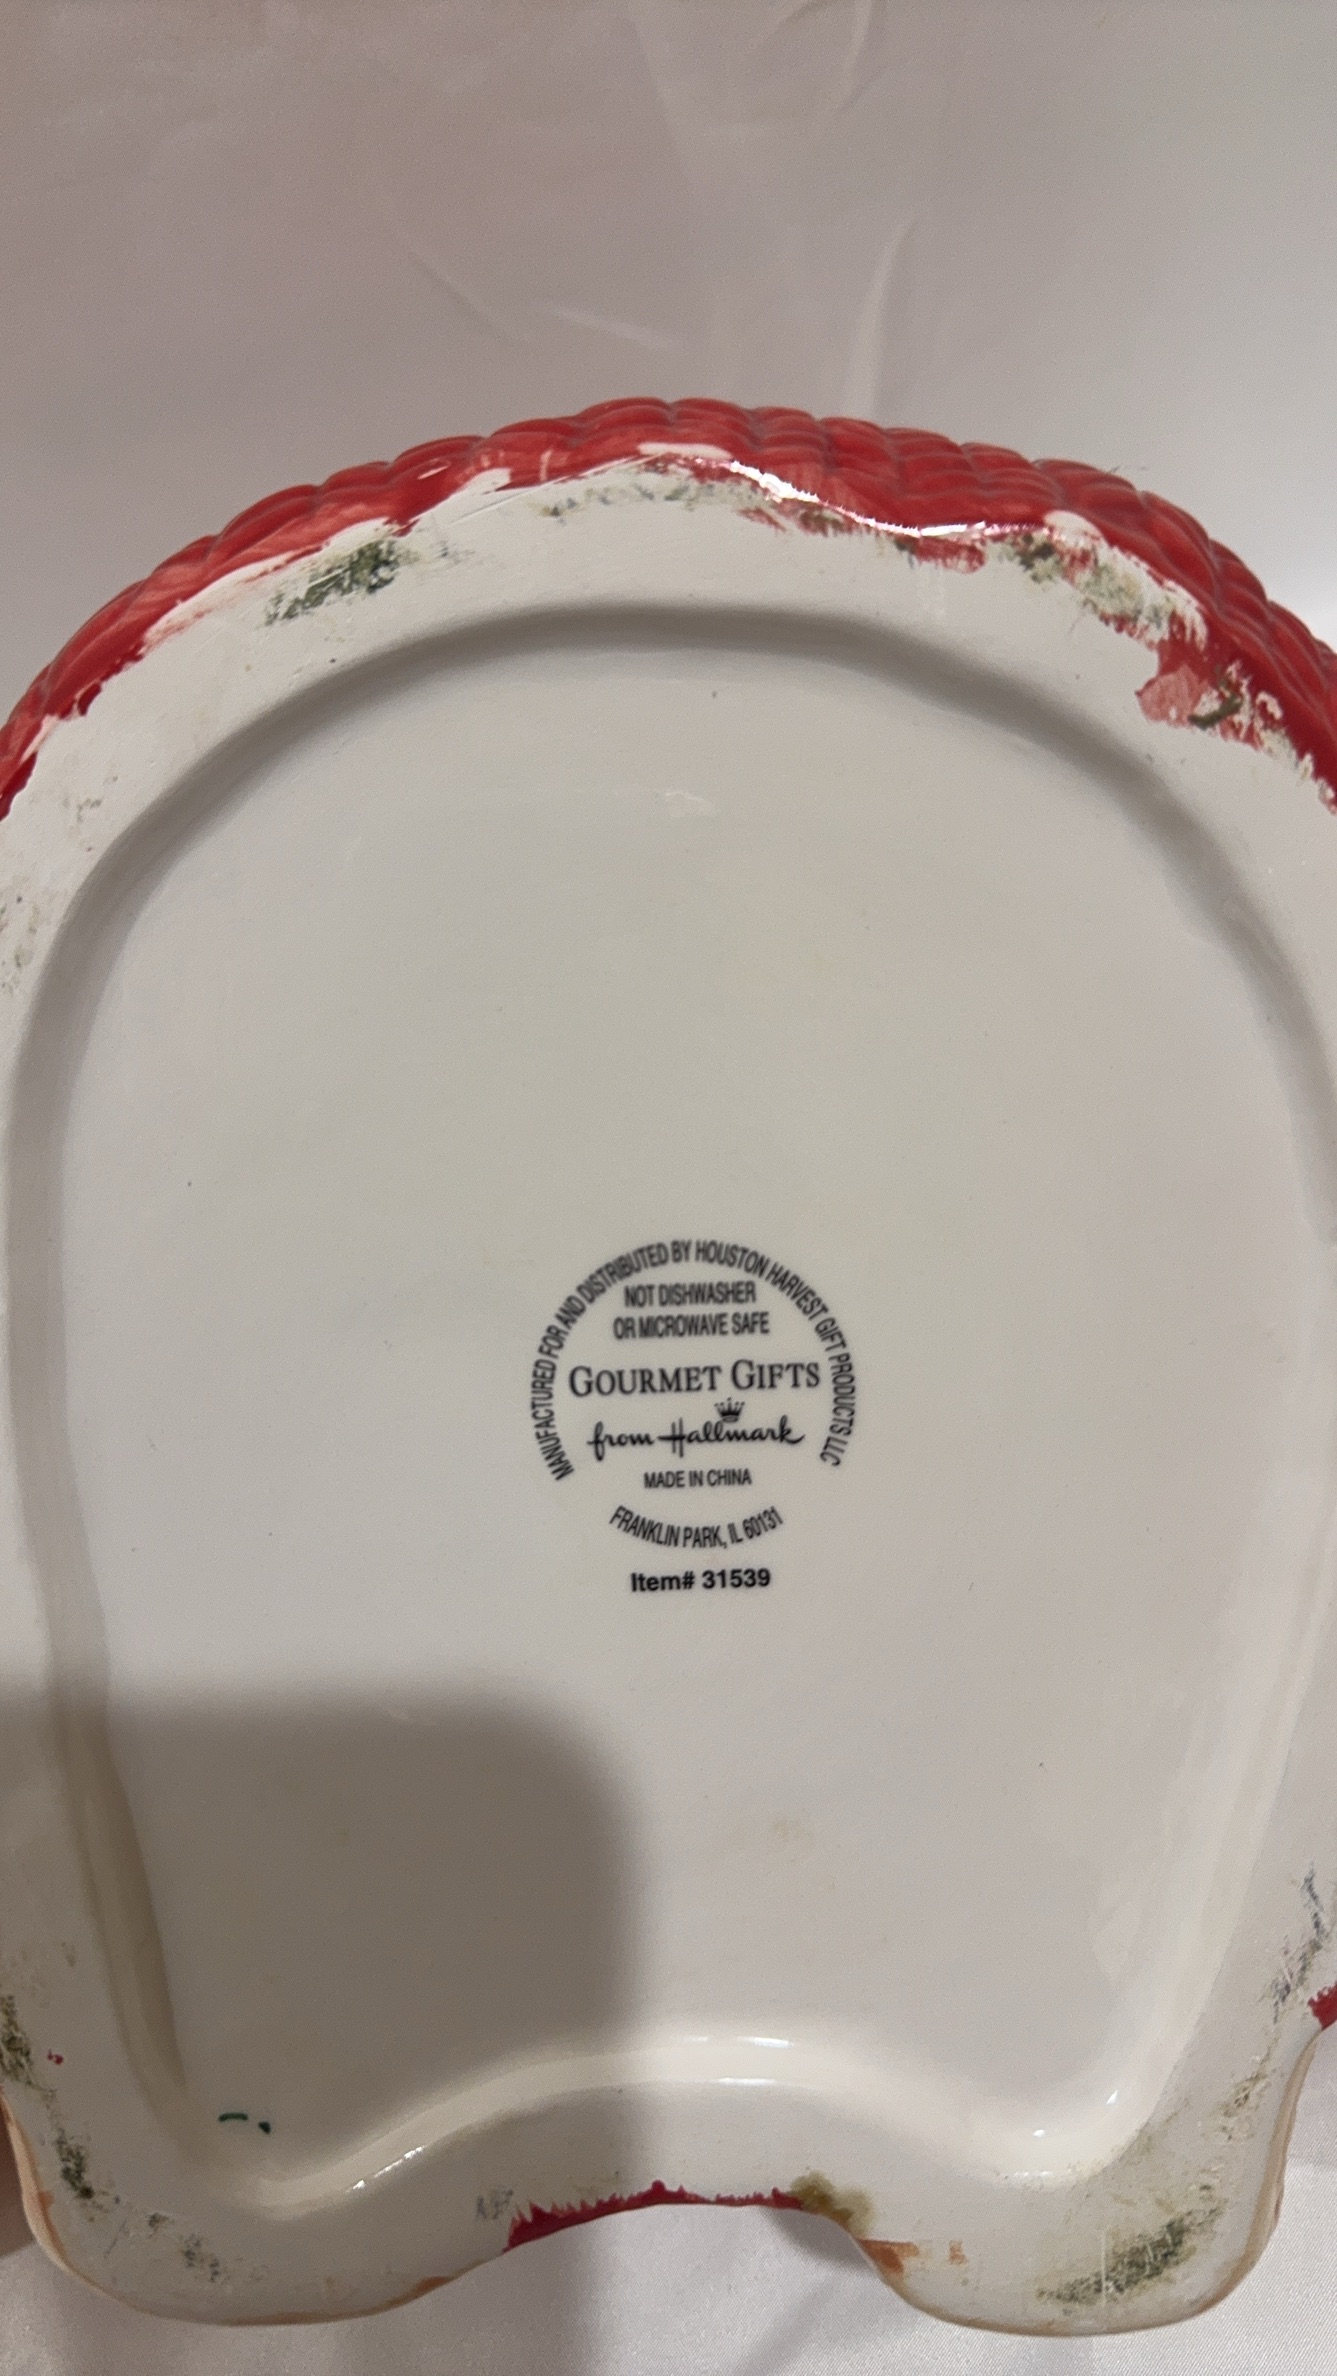 MANUFACTURED FOR AND DISTRIBUTED BY HOUSTON HARVEST GIFT PRODUCTS LLC
NOT DISHWASHER
OR MICROWAVE SAFE
GOURMET GIFTS
from Hallmark
MADE IN CHINA
FRANKLIN PARK, IL 60131
Item# 31539